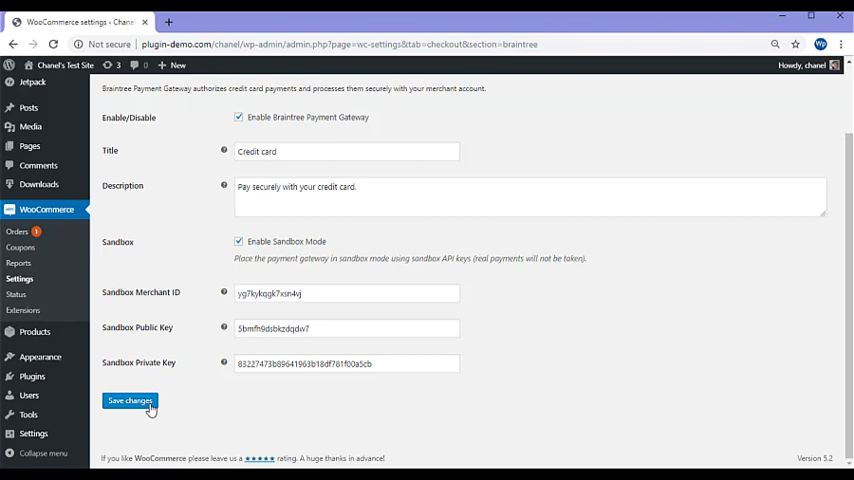 WooCommerce settings ‹ Chanel
Not secure
plugin-demo.com/chanel/wp-admin/admin.php?page=wc-settings&tab=checkout&section=braintree
Chanel's Test Site
3
0
New
Howdy, chanel
Jetpack
Posts
Media
Pages
Comments
Downloads
WooCommerce
Orders 1
Coupons
Reports
Settings
Status
Extensions
Products
Appearance
Plugins
Users
Tools
Settings
Collapse menu
Braintree Payment Gateway authorizes credit card payments and processes them securely with your merchant account.
Enable/Disable
Enable Braintree Payment Gateway
Title
Credit card
Description
Pay securely with your credit card.
Sandbox
Enable Sandbox Mode
Place the payment gateway in sandbox mode using sandbox API keys (real payments will not be taken).
Sandbox Merchant ID
yg7kykqgk7xsn4vj
Sandbox Public Key
5bmfh9dsbkzdqdw7
Sandbox Private Key
83227473b89641963b18df781f00a5cb
Save changes
If you like WooCommerce please leave us a ★★★★★ rating. A huge thanks in advance!
Version 5.2